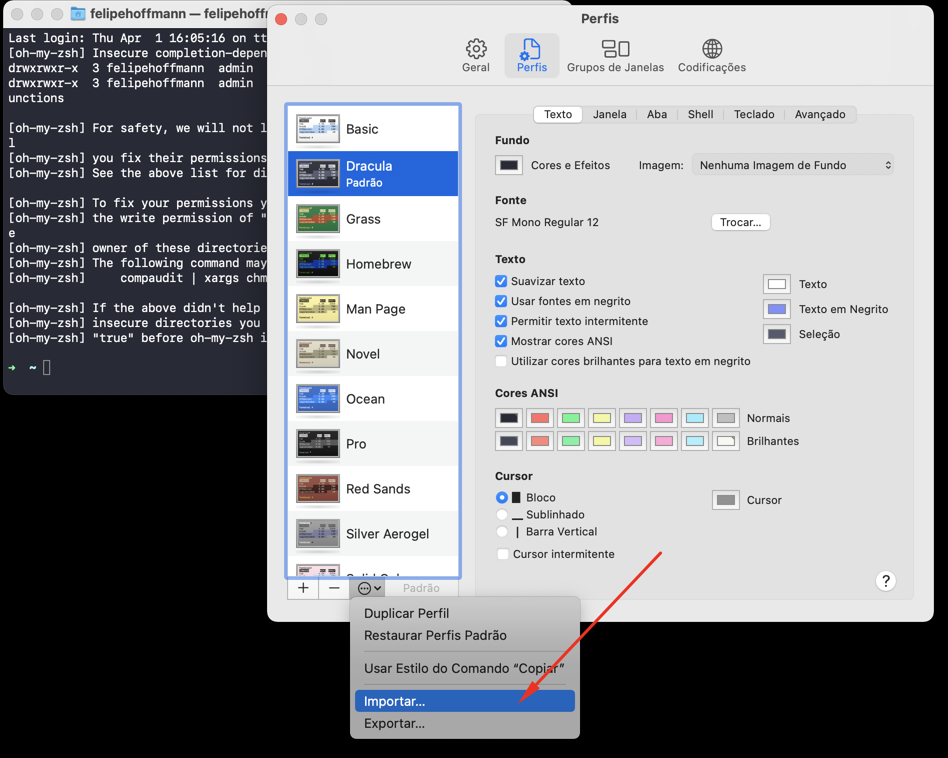 felipehoffmann — felipehoffm
Last login: Thu Apr  1 16:05:16 on tt
[oh-my-zsh] Insecure completion-depen
drwxrwxr-x  3 felipehoffmann  admin
drwxrwxr-x  3 felipehoffmann  admin
unctions
[oh-my-zsh] For safety, we will not l
l
[oh-my-zsh] you fix their permissions
[oh-my-zsh] See the above list for di
[oh-my-zsh] To fix your permissions y
[oh-my-zsh] the write permission of "
e
[oh-my-zsh] owner of these directorie
[oh-my-zsh] The following command may
[oh-my-zsh]     compaudit | xargs chm
[oh-my-zsh] If the above didn't help
[oh-my-zsh] insecure directories you
[oh-my-zsh] "true" before oh-my-zsh i
➜  ~
Perfis
Geral
Perfis
Grupos de Janelas
Codificações
Basic
Dracula
Padrão
Grass
Homebrew
Man Page
Novel
Ocean
Pro
Red Sands
Silver Aerogel
+ −
Padrão
Texto
Janela
Aba
Shell
Teclado
Avançado
Fundo
Cores e Efeitos
Imagem:
Nenhuma Imagem de Fundo
Fonte
SF Mono Regular 12
Trocar...
Texto
Suavizar texto
Usar fontes em negrito
Permitir texto intermitente
Mostrar cores ANSI
Utilizar cores brilhantes para texto em negrito
Texto
Texto em Negrito
Seleção
Cores ANSI
Normais
Brilhantes
Cursor
Bloco
Sublinhado
Barra Vertical
Cursor intermitente
Cursor
?
Duplicar Perfil
Restaurar Perfis Padrão
Usar Estilo do Comando “Copiar”
Importar...
Exportar...